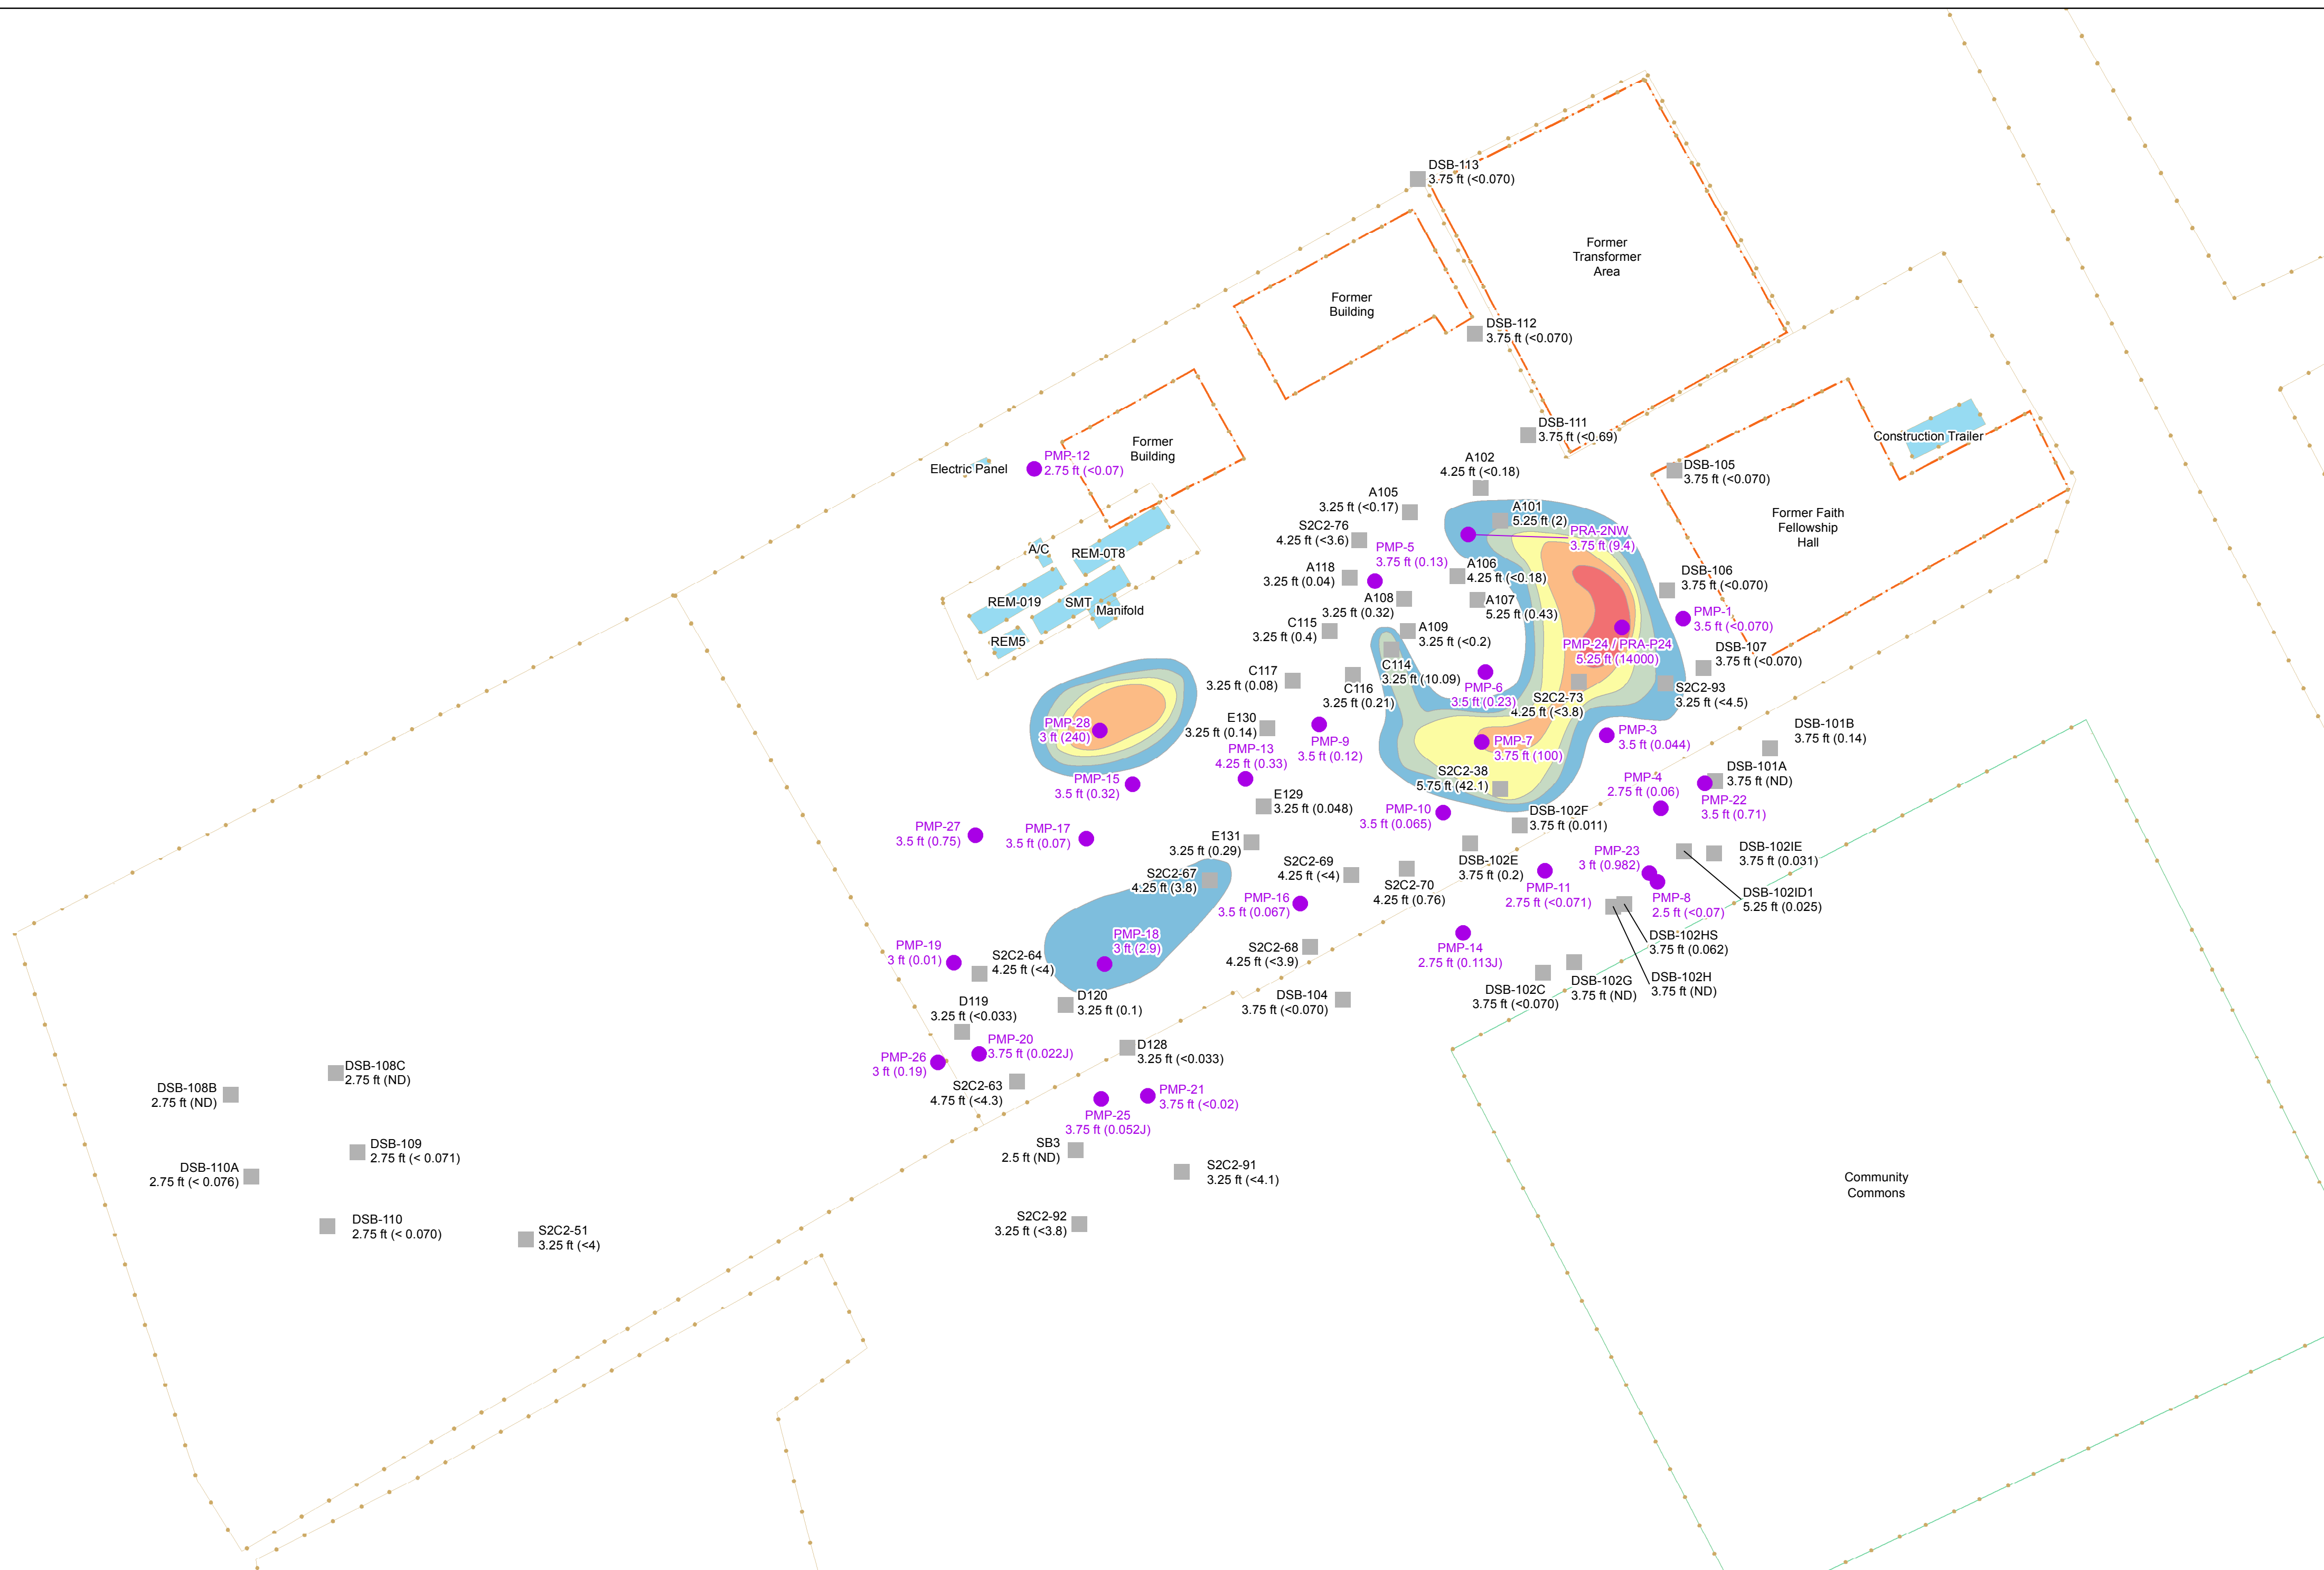 DSB-113
3.75 ft (<0.070)
Former
Transformer
Area
Former
Building
DSB-112
3.75 ft (<0.070)
DSB-111
3.75 ft (<0.69)
Former
Building
Electric Panel
PMP-12
2.75 ft (<0.07)
Construction Trailer
A102
4.25 ft (<0.18)
DSB-105
3.75 ft (<0.070)
A105
3.25 ft (<0.17)
A101
5.25 ft (2)
Former Faith
Fellowship
Hall
S2C2-76
4.25 ft (<3.6)
PRA-2NW
3.75 ft (9.4)
PMP-5
3.75 ft (0.13)
A/C
REM-0T8
A118
3.25 ft (0.04)
A106
4.25 ft (<0.18)
DSB-106
3.75 ft (<0.070)
REM-019
SMT
Manifold
A108
3.25 ft (0.32)
A107
5.25 ft (0.43)
PMP-1
3.5 ft (<0.070)
REM5
C115
3.25 ft (0.4)
A109
3.25 ft (<0.2)
PMP-24 / PRA-P24
5.25 ft (14000)
DSB-107
3.75 ft (<0.070)
C117
3.25 ft (0.08)
C114
3.25 ft (10.09)
C116
3.25 ft (0.21)
PMP-6
3.5 ft (0.23)
S2C2-73
4.25 ft (<3.8)
S2C2-93
3.25 ft (<4.5)
PMP-28
3 ft (240)
E130
3.25 ft (0.14)
PMP-9
3.5 ft (0.12)
PMP-7
3.75 ft (100)
PMP-3
3.5 ft (0.044)
DSB-101B
3.75 ft (0.14)
PMP-13
4.25 ft (0.33)
PMP-15
3.5 ft (0.32)
S2C2-38
5.75 ft (42.1)
PMP-4
2.75 ft (0.06)
DSB-101A
3.75 ft (ND)
PMP-22
3.5 ft (0.71)
E129
3.25 ft (0.048)
PMP-10
3.5 ft (0.065)
DSB-102F
3.75 ft (0.011)
PMP-27
3.5 ft (0.75)
PMP-17
3.5 ft (0.07)
E131
3.25 ft (0.29)
S2C2-69
4.25 ft (<4)
DSB-102E
3.75 ft (0.2)
PMP-23
3 ft (0.982)
DSB-102IE
3.75 ft (0.031)
S2C2-67
4.25 ft (3.8)
S2C2-70
4.25 ft (0.76)
PMP-11
2.75 ft (<0.071)
PMP-8
2.5 ft (<0.07)
DSB-102ID1
5.25 ft (0.025)
PMP-16
3.5 ft (0.067)
PMP-18
3 ft (2.9)
DSB-102HS
3.75 ft (0.062)
PMP-19
3 ft (0.01)
S2C2-64
4.25 ft (<4)
S2C2-68
4.25 ft (<3.9)
PMP-14
2.75 ft (0.113J)
DSB-102C
3.75 ft (<0.070)
DSB-102G
3.75 ft (ND)
DSB-102H
3.75 ft (ND)
D119
3.25 ft (<0.033)
D120
3.25 ft (0.1)
DSB-104
3.75 ft (<0.070)
PMP-20
3.75 ft (0.022J)
D128
3.25 ft (<0.033)
PMP-26
3 ft (0.19)
DSB-108C
2.75 ft (ND)
DSB-108B
2.75 ft (ND)
S2C2-63
4.75 ft (<4.3)
PMP-21
3.75 ft (<0.02)
PMP-25
3.75 ft (0.052J)
DSB-109
2.75 ft (< 0.071)
SB3
2.5 ft (ND)
DSB-110A
2.75 ft (< 0.076)
S2C2-91
3.25 ft (<4.1)
Community
Commons
DSB-110
2.75 ft (< 0.070)
S2C2-51
3.25 ft (<4)
S2C2-92
3.25 ft (<3.8)